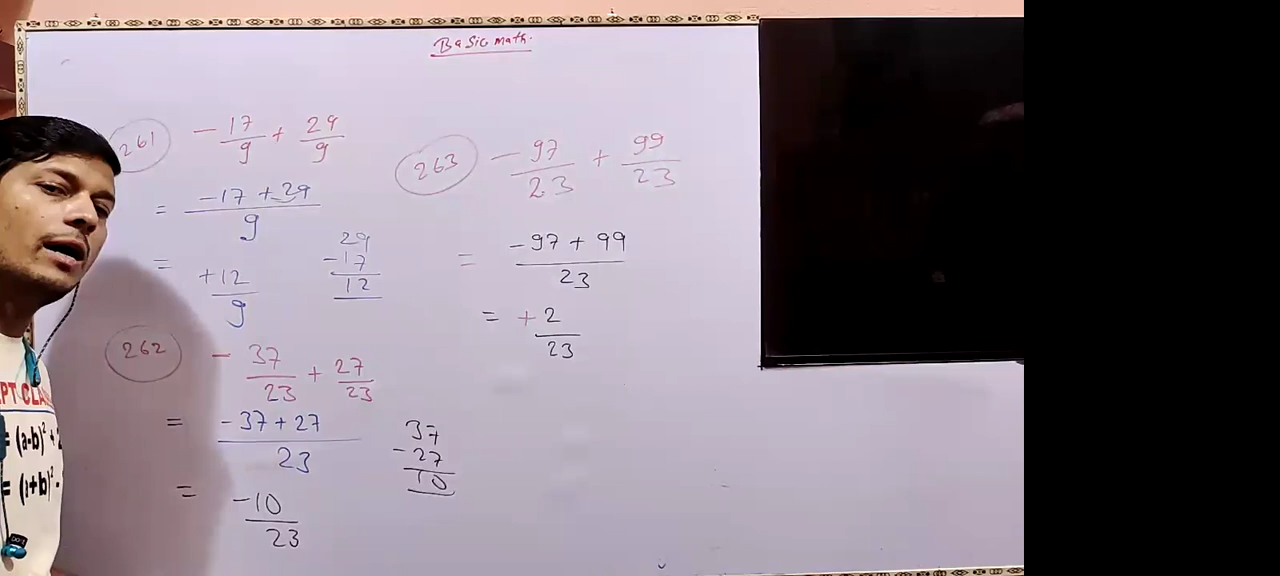 Basic math.
261 - 17/9 + 29/9
= -17 + 29/9
= +12/9
29
-17
12
262 - 37/23 + 27/23
= -37 + 27/23
= -10/23
37
-27
10
263 - 97/23 + 99/23
= -97 + 99/23
= +2/23
PT CLA
= (a-b)² +
= (a+b)² -